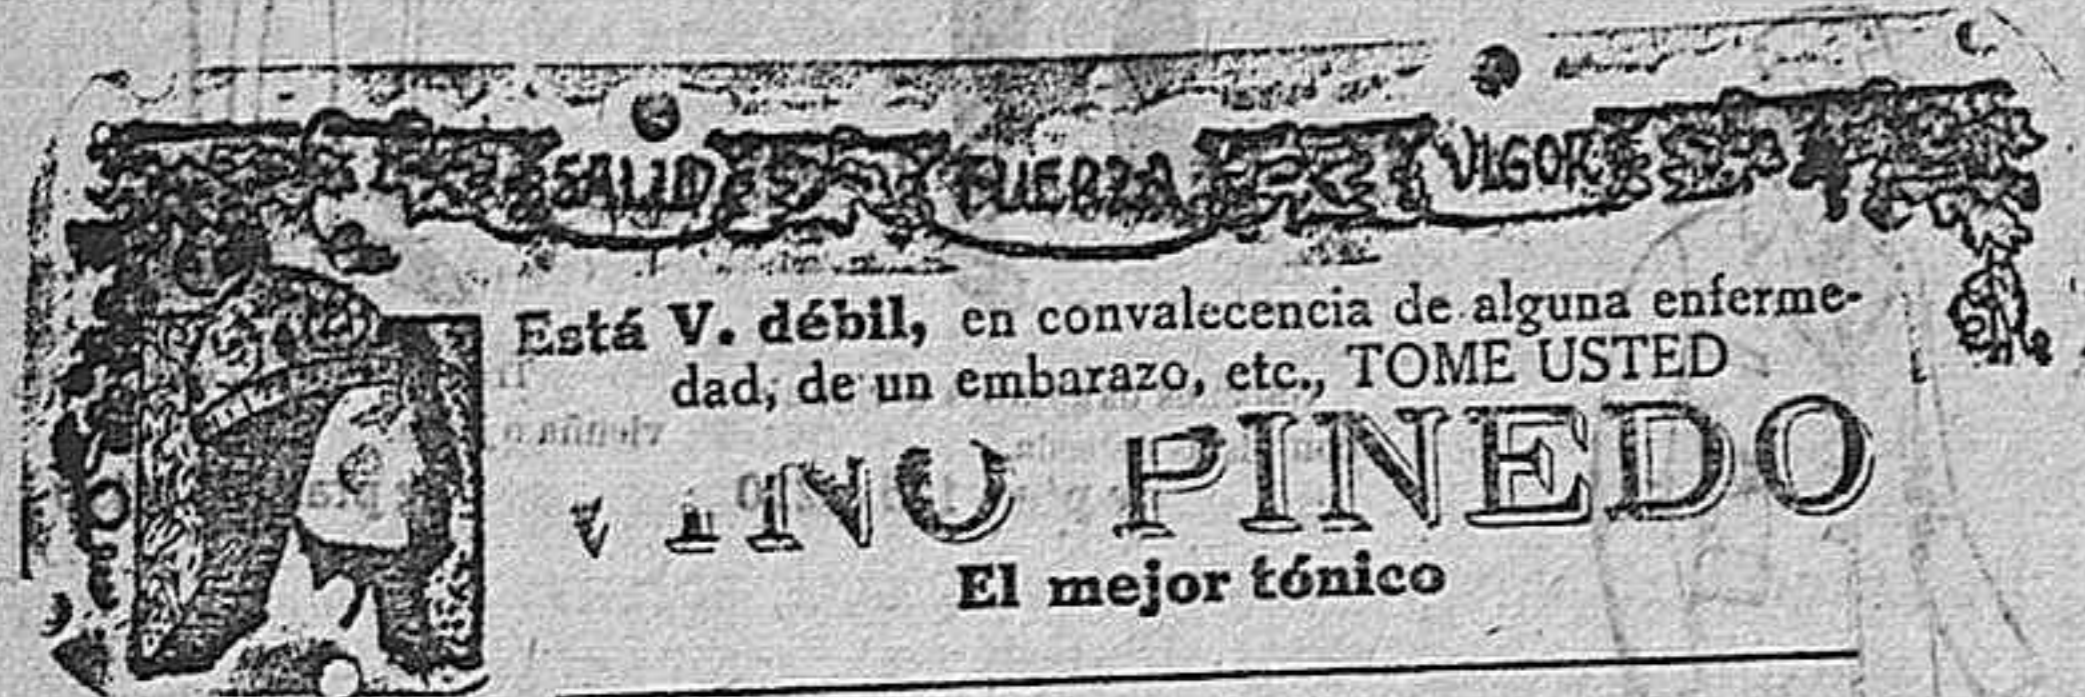 SALUD FUERZA VIGOR
Está V. débil, en convalecencia de alguna enferme-
dad, de un embarazo, etc., TOME USTED
VINO PINEDO
El mejor tónico